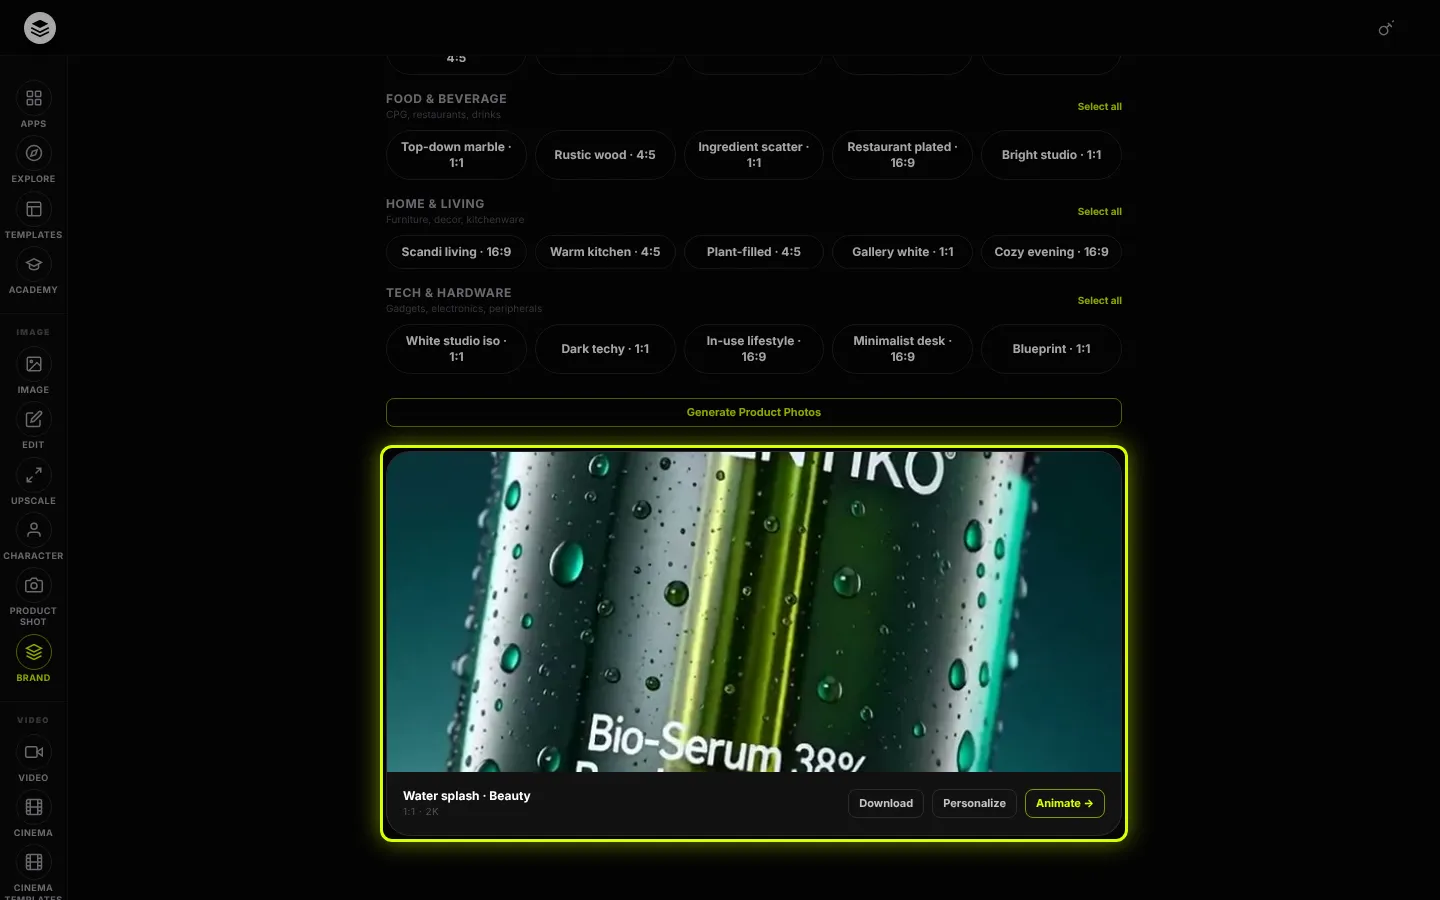 4:5
FOOD & BEVERAGE
CPG, restaurants, drinks
Select all
Top-down marble ·
1:1
Rustic wood · 4:5
Ingredient scatter ·
1:1
Restaurant plated ·
16:9
Bright studio · 1:1
HOME & LIVING
Furniture, decor, kitchenware
Select all
Scandi living · 16:9
Warm kitchen · 4:5
Plant-filled · 4:5
Gallery white · 1:1
Cozy evening · 16:9
TECH & HARDWARE
Gadgets, electronics, peripherals
Select all
White studio iso ·
1:1
Dark techy · 1:1
In-use lifestyle ·
16:9
Minimalist desk ·
16:9
Blueprint · 1:1
Generate Product Photos
Bio-Serum 38%
Water splash · Beauty
1:1 · 2K
Download
Personalize
Animate →
APPS
EXPLORE
TEMPLATES
ACADEMY
IMAGE
IMAGE
EDIT
UPSCALE
CHARACTER
PRODUCT
SHOT
BRAND
VIDEO
VIDEO
CINEMA
CINEMA
TEMPLATES